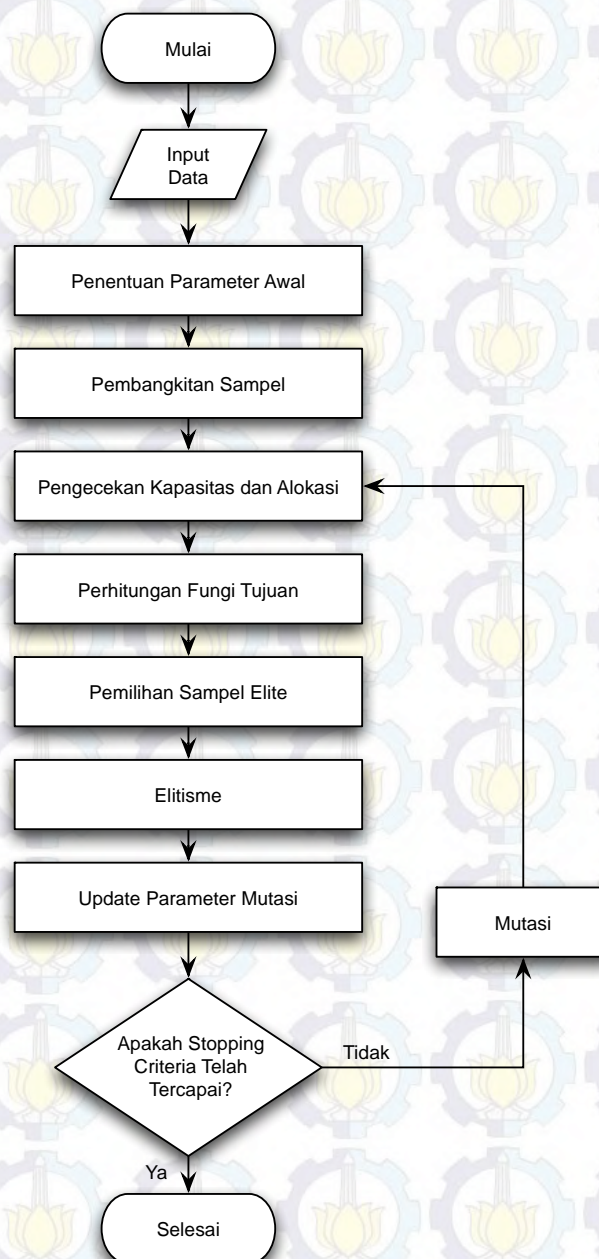 Mulai
Input
Data
Penentuan Parameter Awal
Pembangkitan Sampel
Pengecekan Kapasitas dan Alokasi
Perhitungan Fungi Tujuan
Pemilihan Sampel Elite
Elitisme
Update Parameter Mutasi
Mutasi
Apakah Stopping
Criteria Telah
Tercapai?
Tidak
Ya
Selesai